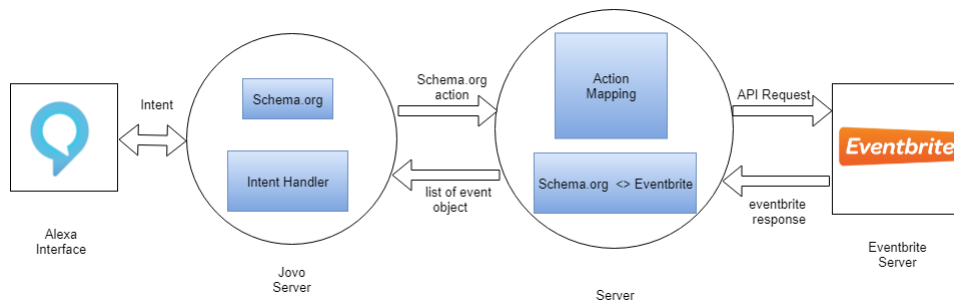 Intent
Alexa
Interface
Schema.org
Intent Handler
Jovo
Server
Schema.org
action
list of event
object
Action
Mapping
Schema.org <> Eventbrite
Server
API Request
eventbrite
response
Eventbrite
Eventbrite
Server